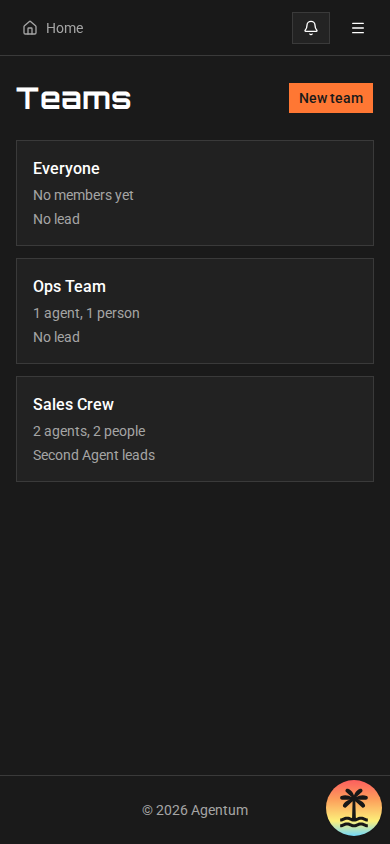 Home
Teams
New team
Everyone
No members yet
No lead
Ops Team
1 agent, 1 person
No lead
Sales Crew
2 agents, 2 people
Second Agent leads
© 2026 Agentum